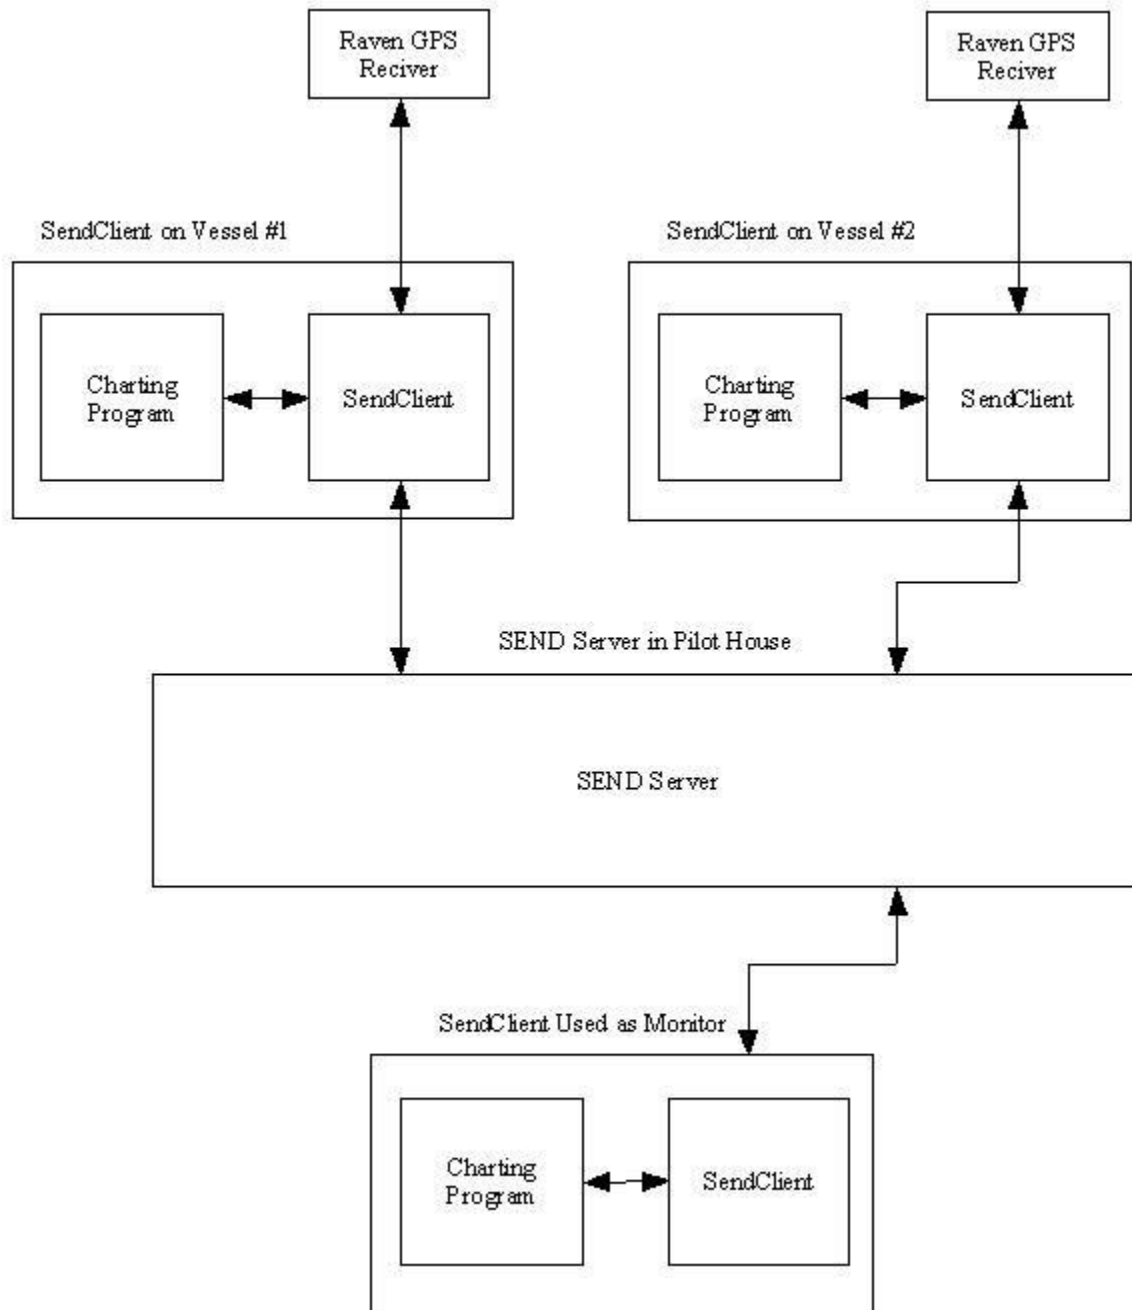 Raven GPS
Reciver
Raven GPS
Reciver
SendClient on Vessel #1
SendClient on Vessel #2
Charting
Program
SendClient
Charting
Program
SendClient
SEND Server in Pilot House
SEND Server
SendClient Used as Monitor
Charting
Program
SendClient